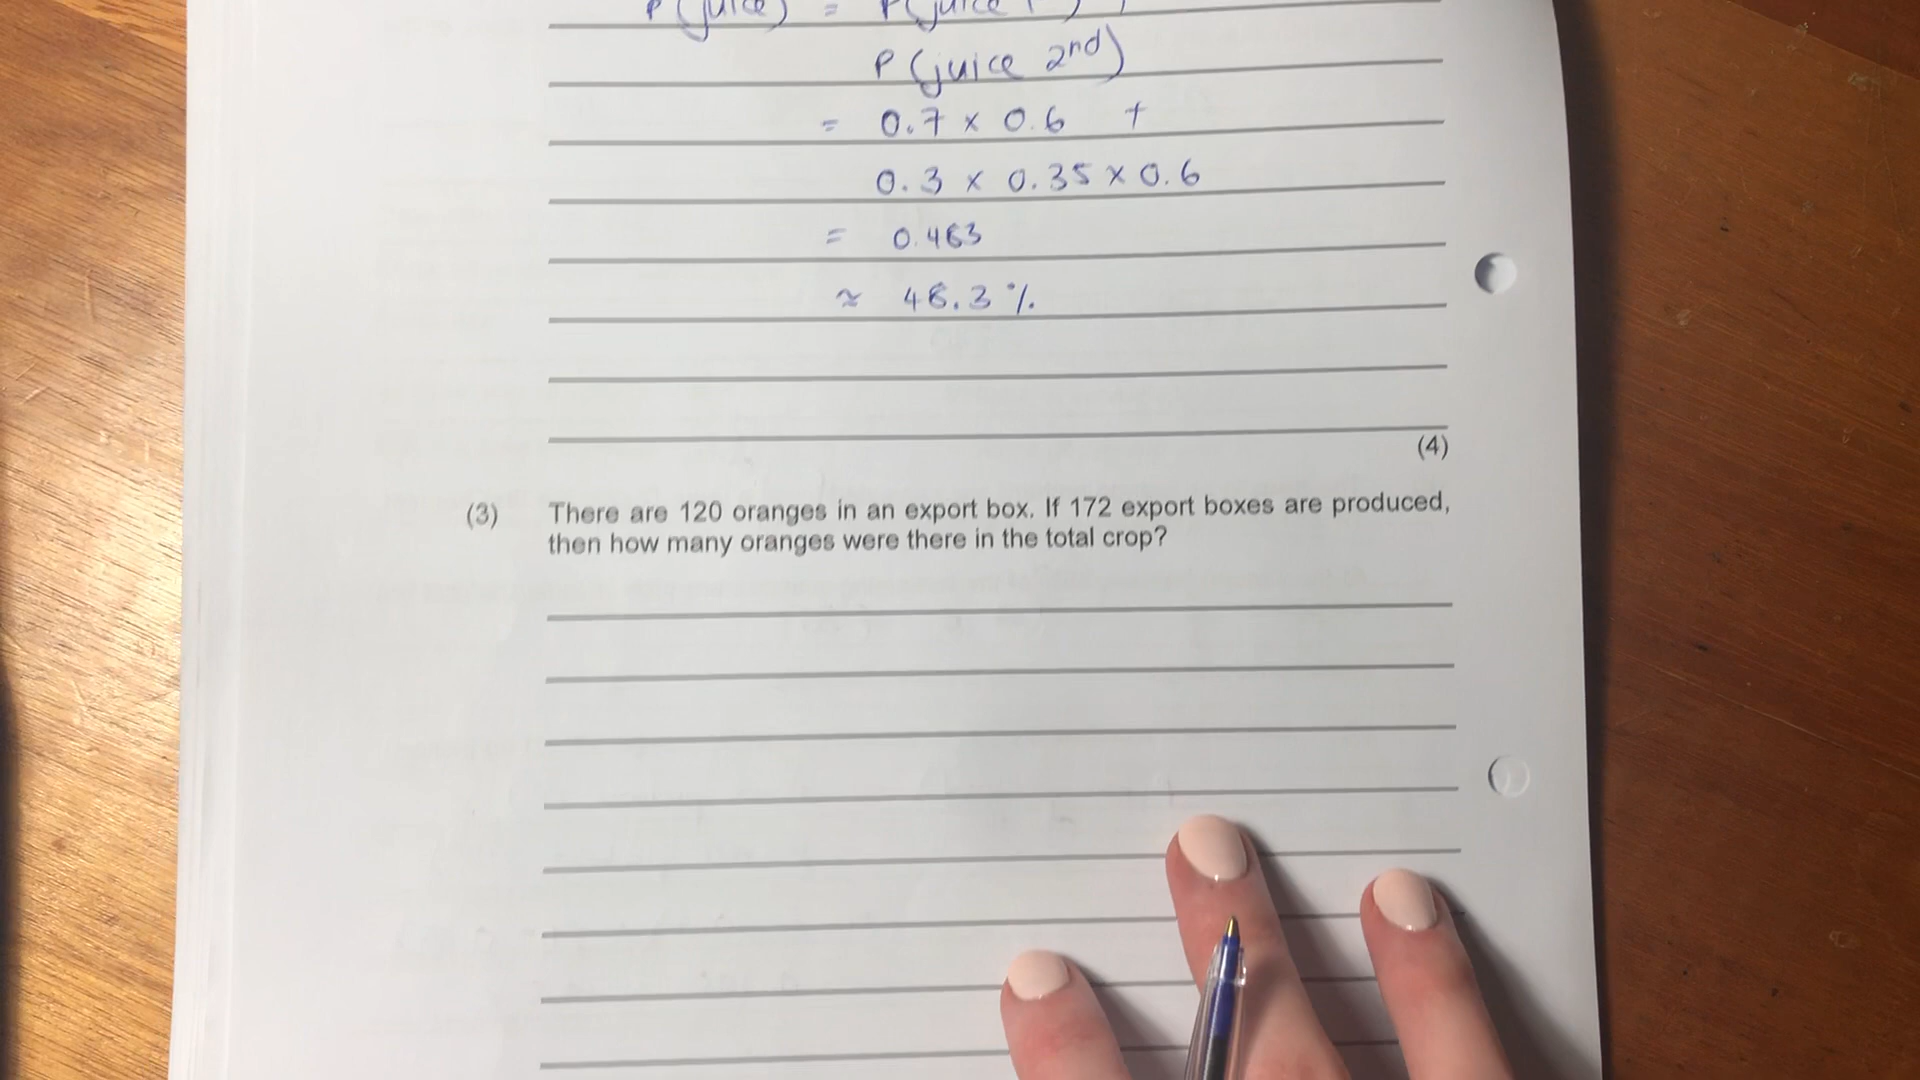 P(juice) = P(juice
P(juice 2nd)
= 0.7 x 0.6 +
0.3 x 0.35 x 0.6
= 0.483
≈ 48.3%
(4)
(3) There are 120 oranges in an export box. If 172 export boxes are produced,
then how many oranges were there in the total crop?